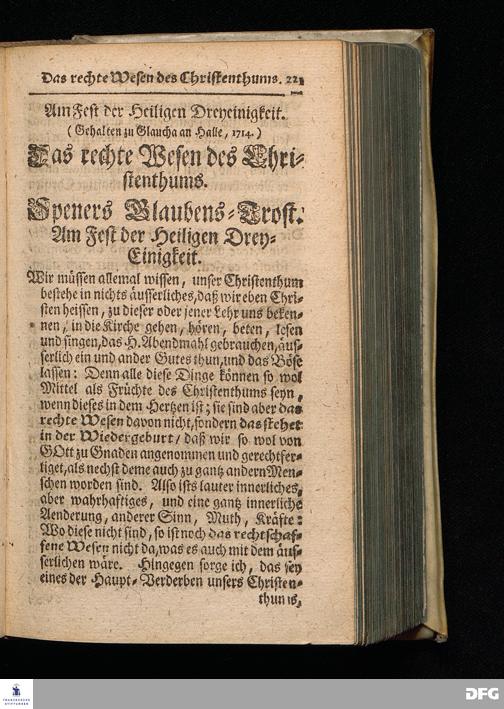 Das rechte Wesen des Christenthums. 221
Am Fest der Heiligen Dreyeinigkeit.
(Gehalten zu Glaucha an Halle, 1714.)
Das rechte Wesen des Chri-
stenthums.
Speners Glaubens-Trost.
Am Fest der Heiligen Drey-
Einigkeit.
Wir müssen allemal wissen, unser Christenthum
bestehe in nichts äusserliches, daß wir eben Chri-
sten heissen, zu dieser oder jener Lehr uns beken-
nen, in die Kirche gehen, hören, beten, lesen
und singen, das H. Abendmahl gebrauchen, äus-
serlich ein und ander Gutes thun, und das Böse
lassen: Denn alle diese Dinge können so wol
Mittel als Früchte des Christenthums seyn,
wenn dieses in dem Hertzen ist; sie sind aber das
rechte Wesen davon nicht, sondern das stehet
in der Wiedergeburt/ daß wir so wol von
GOtt zu Gnaden angenommen und gerechtfer-
tiget, als nechst deme auch zu gantz andern Men-
schen worden sind. Also ists lauter innerliches,
aber wahrhaftiges, und eine gantz innerliche
Aenderung, anderer Sinn, Muth, Kräfte:
Wo diese nicht sind, so ist noch das rechtschaf-
fene Wesen nicht da, was es auch mit dem äus-
serlichen wäre. Hingegen sorge ich, das sey
eines der Haupt-Verderben unsers Christen-
thums,
FRANCKESCHE
STIFTUNGEN
DFG